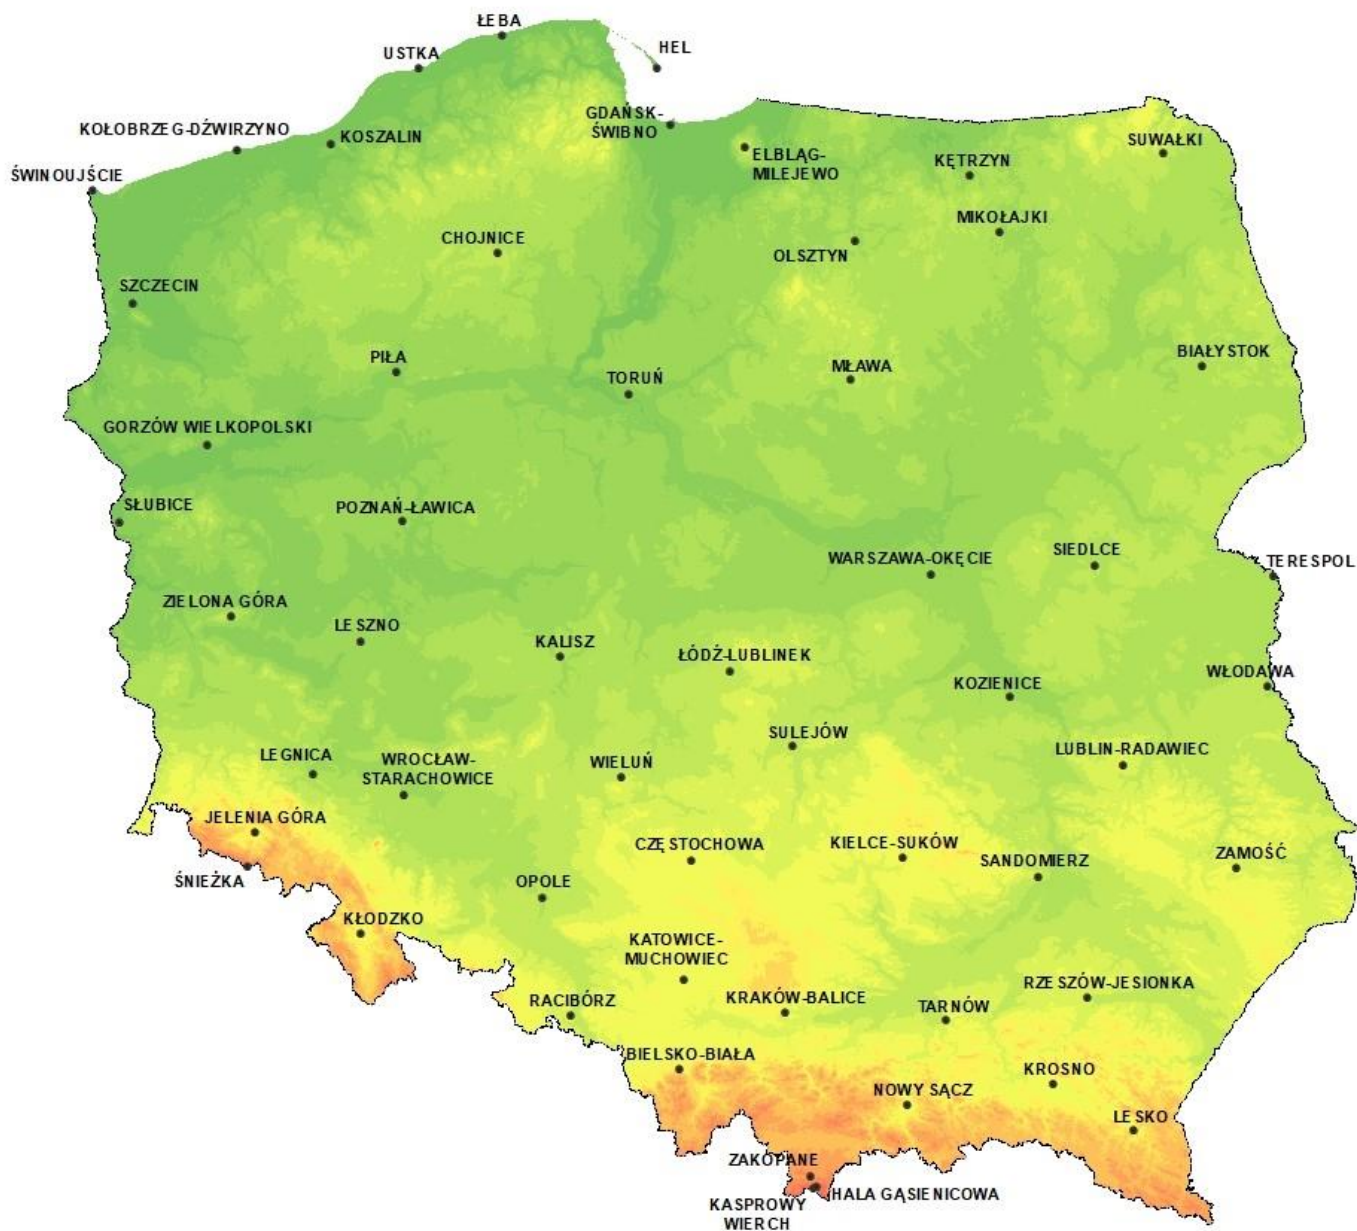 ŁEBA
USTKA
HEL
GDAŃSK-
ŚWIBNO
KOŁOBRZEG-DŹWIRZYNO
KOSZALIN
SUWAŁKI
ELBLĄG-
MILEJEWO
KĘTRZYN
ŚWINOUJŚCIE
MIKOŁAJKI
CHOJNICE
OLSZTYN
SZCZECIN
PIŁA
TORUŃ
MŁAWA
BIAŁYSTOK
GORZÓW WIELKOPOLSKI
SŁUBICE
POZNAŃ-ŁAWICA
WARSZAWA-OKĘCIE
SIEDLCE
TERESPOL
ZIELONA GÓRA
LESZNO
KALISZ
ŁÓDŹ-LUBLINEK
KOZIENICE
WŁODAWA
SULEJÓW
LUBLIN-RADAWIEC
LEGNICA
WROCŁAW-
STARACHOWICE
WIELUŃ
JELENIA GÓRA
CZĘSTOCHOWA
KIELCE-SUKÓW
SANDOMIERZ
ZAMOŚĆ
ŚNIEŻKA
OPOLE
KŁODZKO
KATOWICE-
MUCHOWIEC
RZESZÓW-JESIONKA
RACIBÓRZ
KRAKÓW-BALICE
TARNÓW
BIELSKO-BIAŁA
KROSNO
NOWY SĄCZ
LESKO
ZAKOPANE
HALA GĄSIENICOWA
KASPROWY
WIERCH